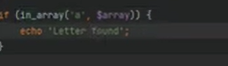 if (in_array('a', $array)) {
echo 'Letter found';
}